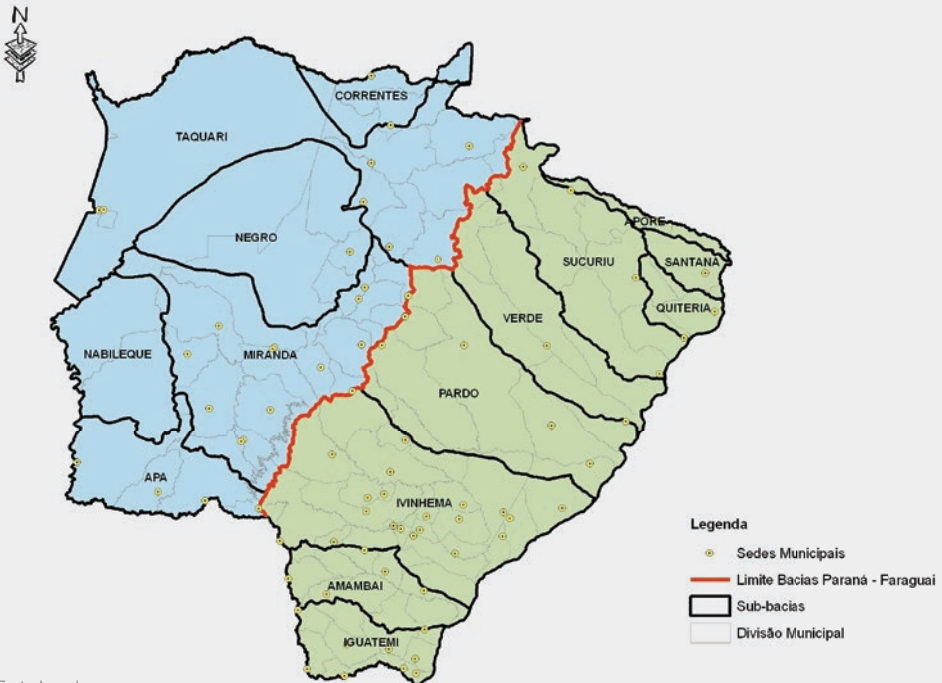 N
CORRENTES
TAQUARI
APORE
NEGRO
SUCURIU
SANTANA
QUITERIA
VERDE
NABILEQUE
MIRANDA
PARDO
APA
IVINHEMA
AMAMBAI
IGUATEMI
Legenda
Sedes Municipais
Limite Bacias Paraná - Faraguai
Sub-bacias
Divisão Municipal